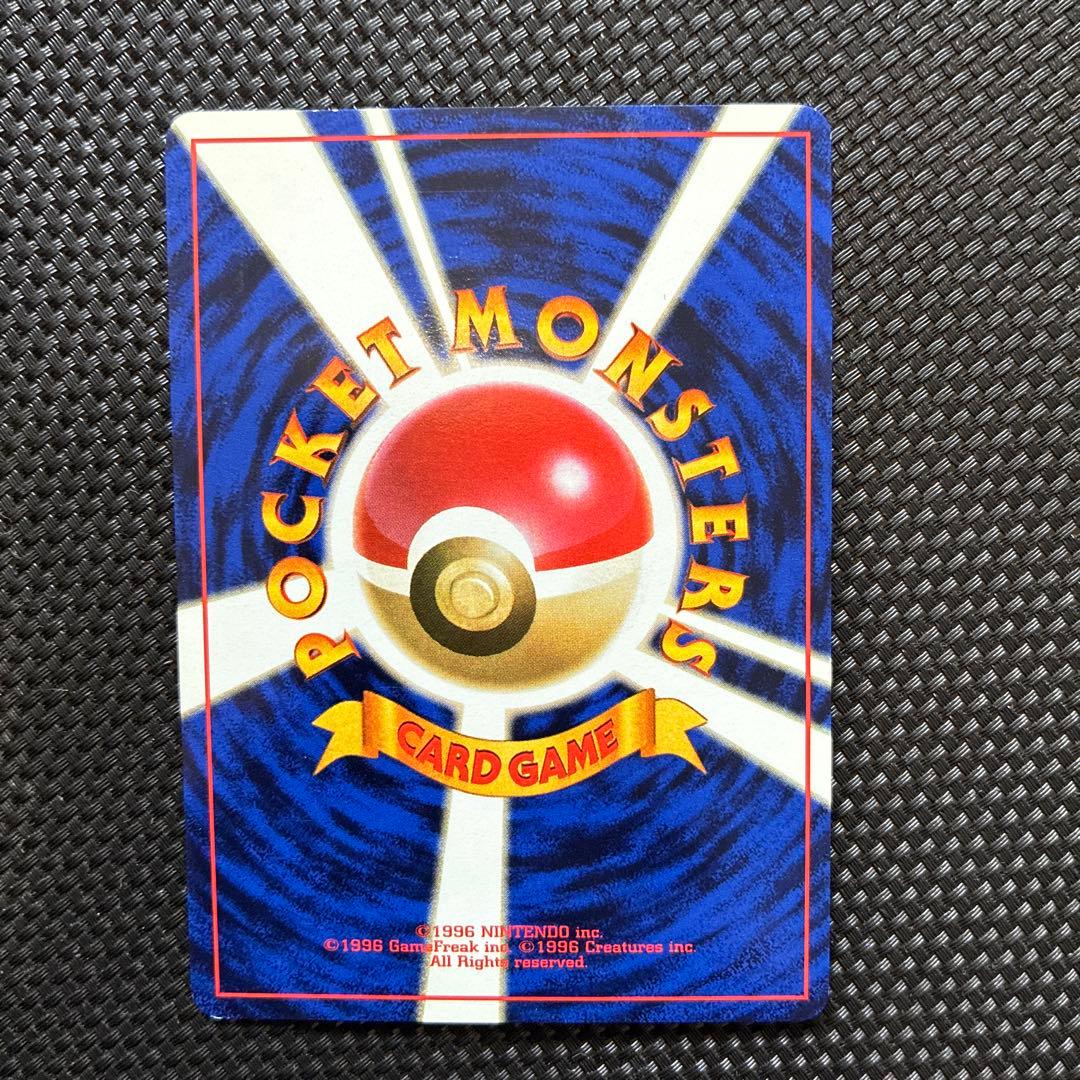 POCKET MONSTERS
CARD GAME
©1996 NINTENDO inc.
©1996 GameFreak inc. ©1996 Creatures inc.
All Rights reserved.